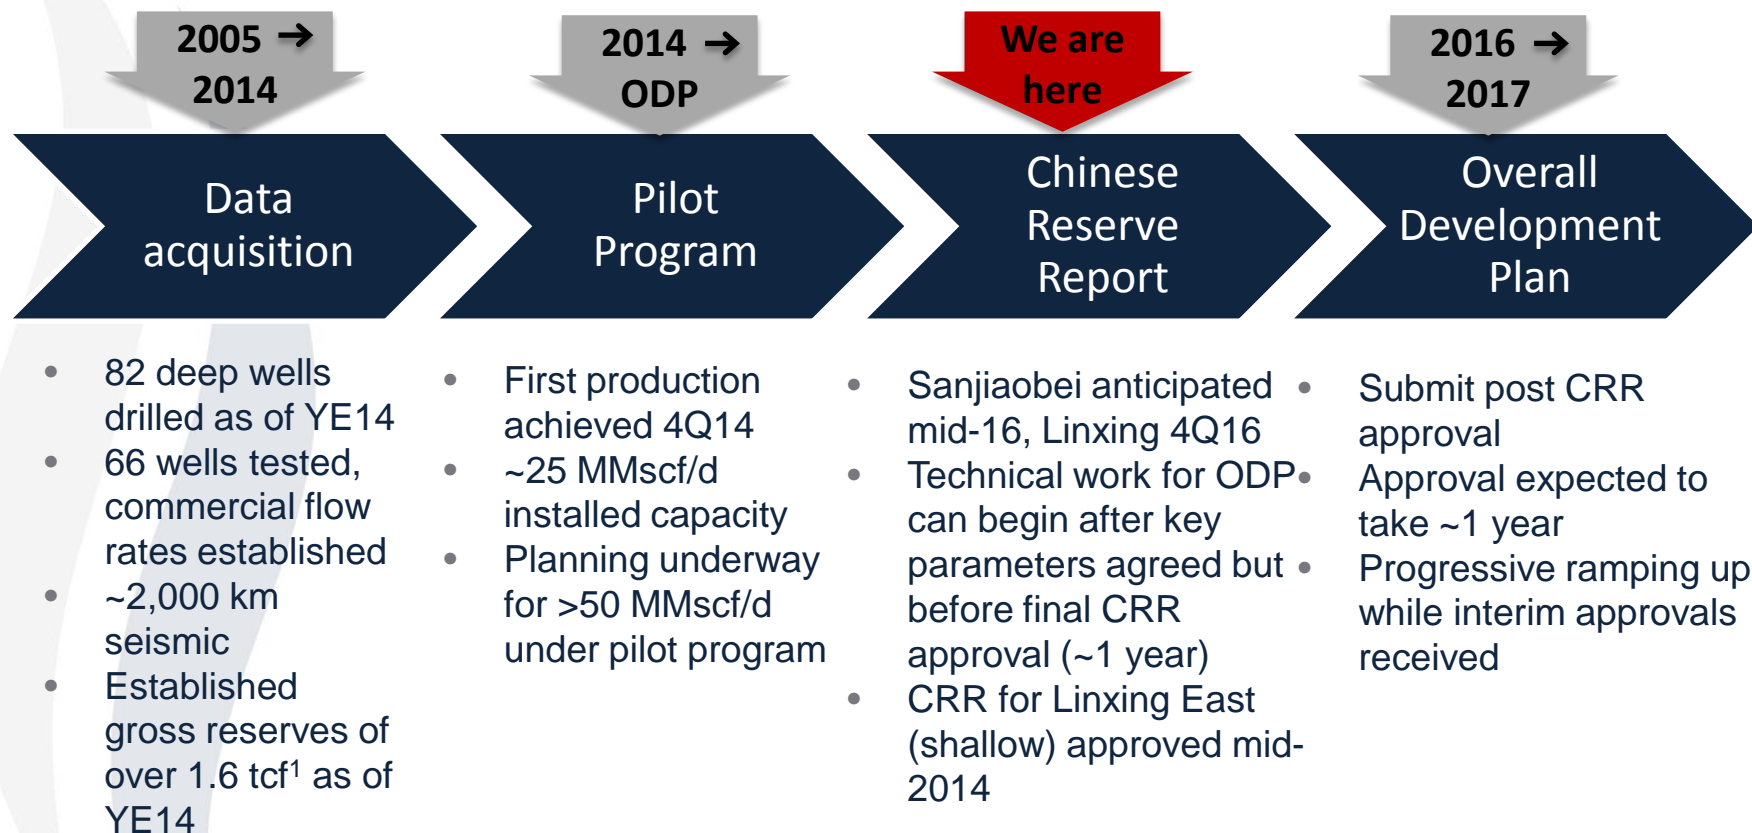 2005 →
2014
2014 →
ODP
We are
here
2016 →
2017
Data
acquisition
Pilot
Program
Chinese
Reserve
Report
Overall
Development
Plan
• 82 deep wells
drilled as of YE14
• 66 wells tested,
commercial flow
rates established
• ~2,000 km
seismic
• Established
gross reserves of
over 1.6 tcf¹ as of
YE14
• First production
achieved 4Q14
• ~25 MMscf/d
installed capacity
• Planning underway
for >50 MMscf/d
under pilot program
• Sanjiaobei anticipated
mid-16, Linxing 4Q16
• Technical work for ODP
can begin after key
parameters agreed but
before final CRR
approval (~1 year)
• CRR for Linxing East
(shallow) approved mid-
2014
• Submit post CRR
approval
• Approval expected to
take ~1 year
• Progressive ramping up
while interim approvals
received